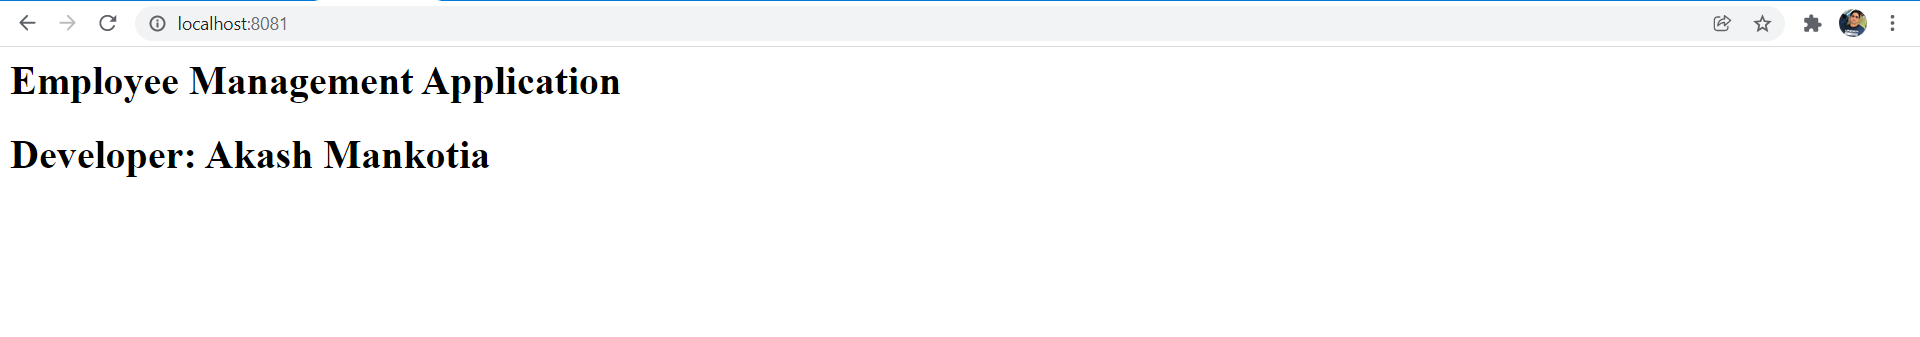 localhost:8081
Employee Management Application
Developer: Akash Mankotia